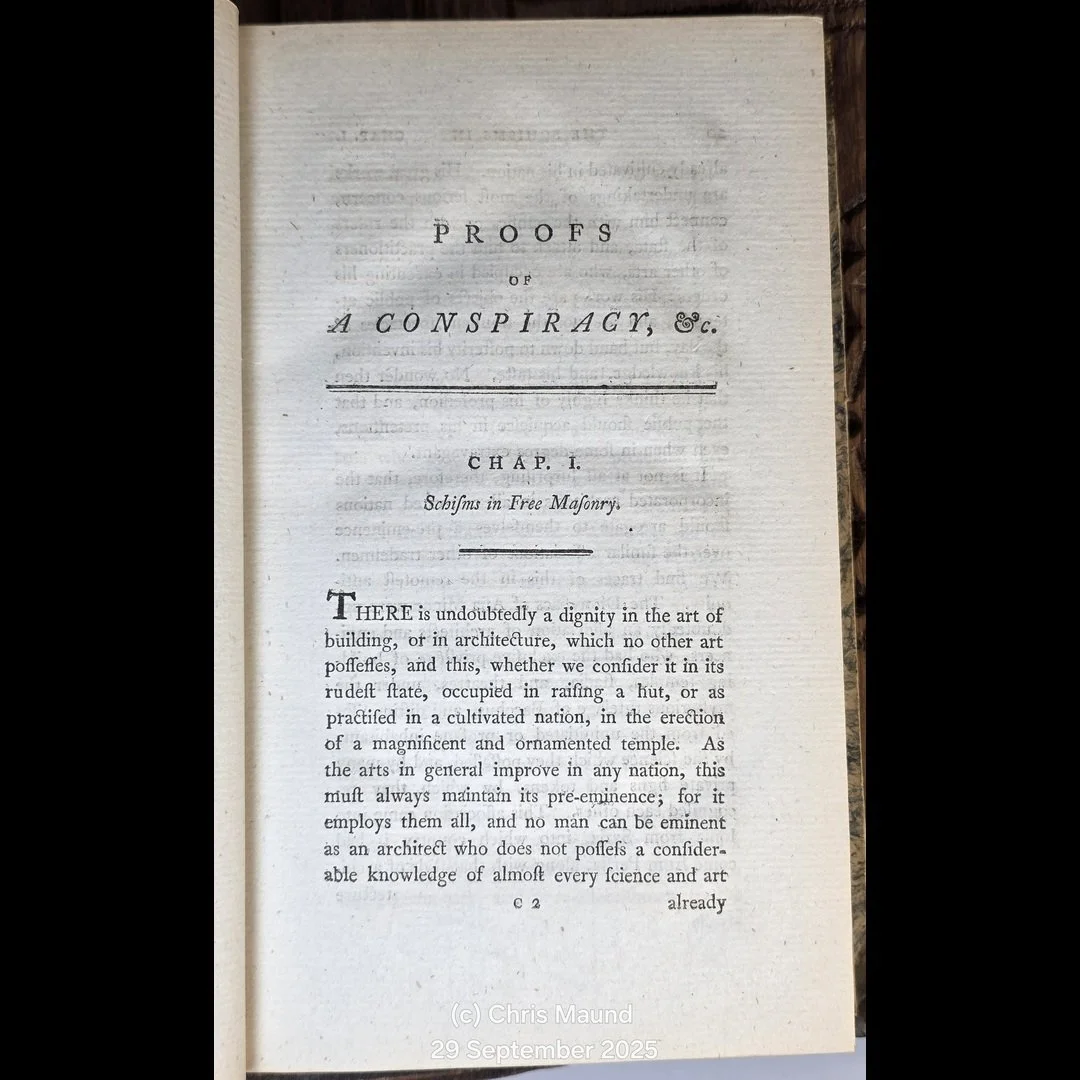 PROOFS
OF
A CONSPIRACY, &c.
CHAP. I.
Schiſms in Free Maſonry.
THERE is undoubtedly a dignity in the art of
building, or in architecture, which no other art
poſſeſſes, and this, whether we conſider it in its
rudeſt ſtate, occupied in raiſing a hut, or as
practiſed in a cultivated nation, in the erection
of a magnificent and ornamented temple. As
the arts in general improve in any nation, this
muſt always maintain its pre-eminence; for it
employs them all, and no man can be eminent
as an architect who does not poſſeſs a conſider-
able knowledge of almoſt every ſcience and art
C 2 already
(c) Chris Maund
29 September 2025